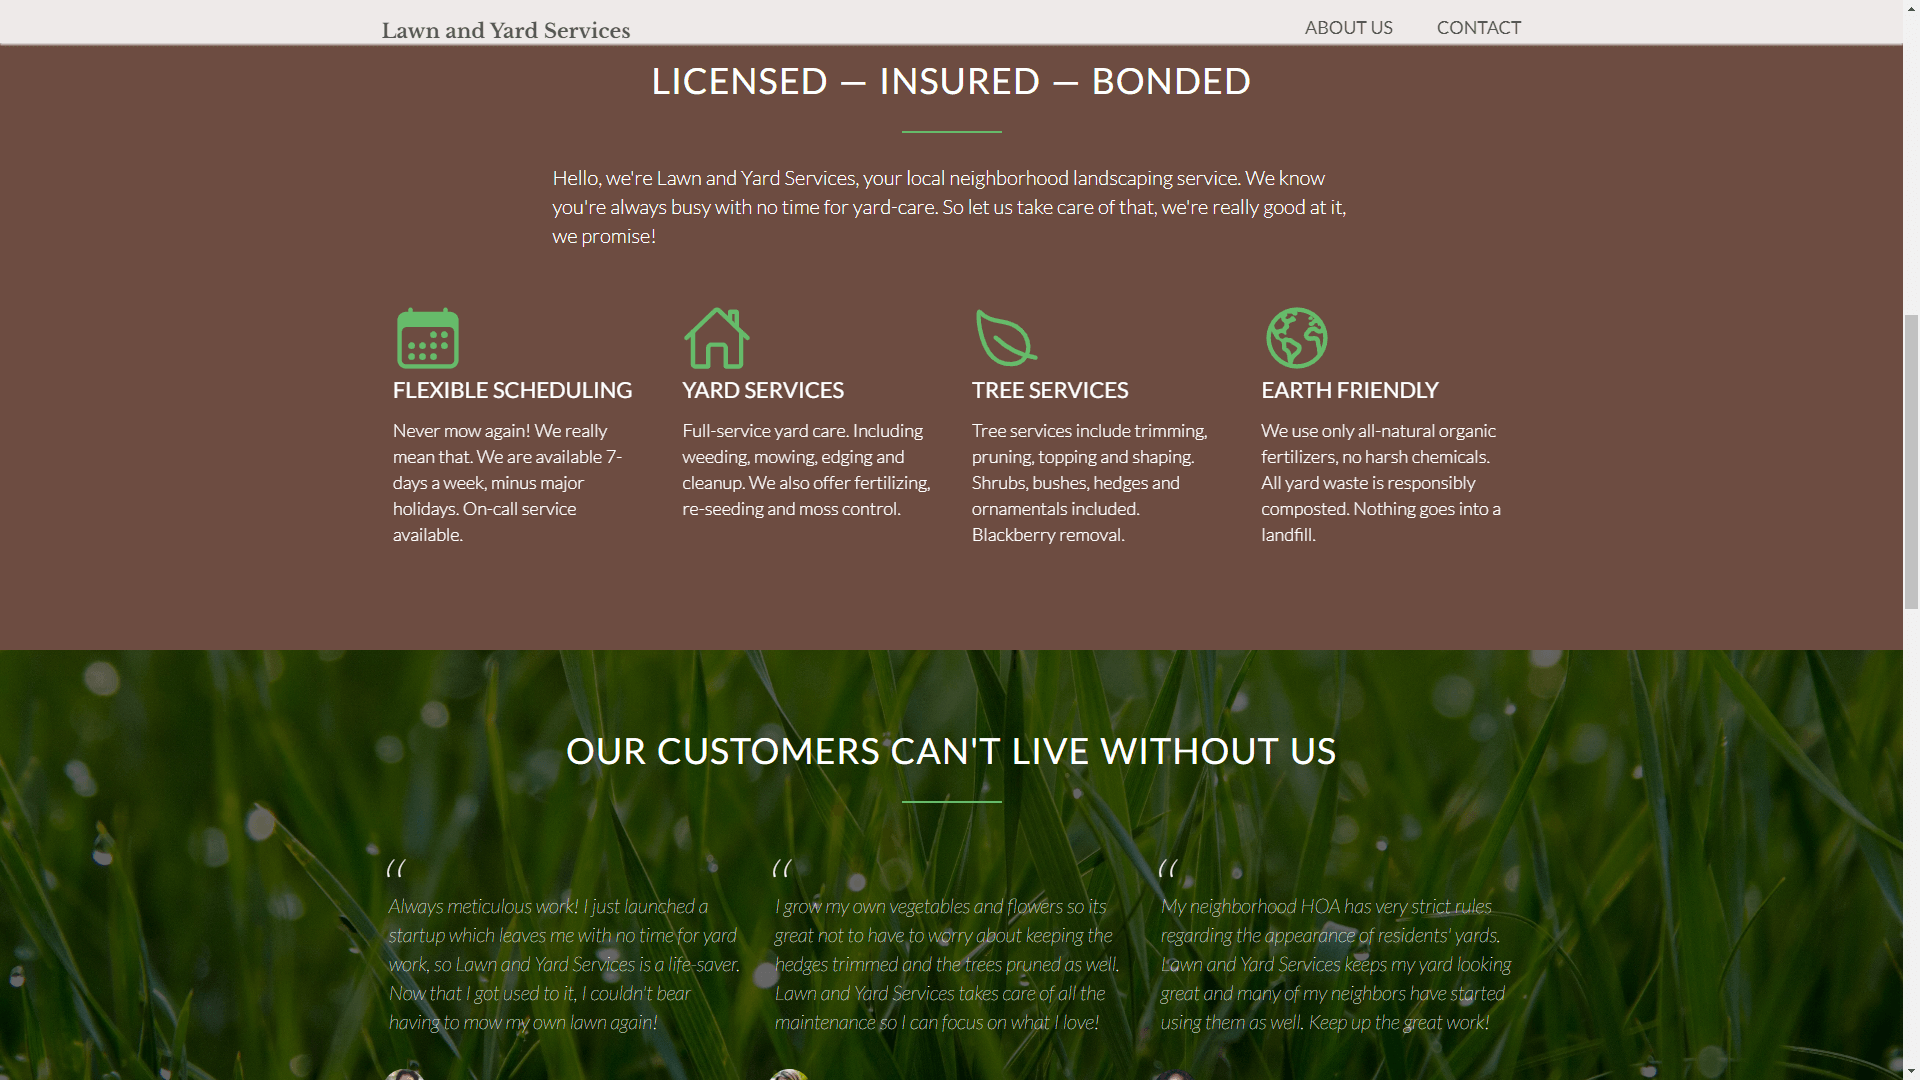 Lawn and Yard Services
ABOUT US
CONTACT
LICENSED — INSURED — BONDED
Hello, we're Lawn and Yard Services, your local neighborhood landscaping service. We know
you're always busy with no time for yard-care. So let us take care of that, we're really good at it,
we promise!
FLEXIBLE SCHEDULING
Never mow again! We really
mean that. We are available 7-
days a week, minus major
holidays. On-call service
available.
YARD SERVICES
Full-service yard care. Including
weeding, mowing, edging and
cleanup. We also offer fertilizing,
re-seeding and moss control.
TREE SERVICES
Tree services include trimming,
pruning, topping and shaping.
Shrubs, bushes, hedges and
ornamentals included.
Blackberry removal.
EARTH FRIENDLY
We use only all-natural organic
fertilizers, no harsh chemicals.
All yard waste is responsibly
composted. Nothing goes into a
landfill.
OUR CUSTOMERS CAN'T LIVE WITHOUT US
“
Always meticulous work! I just launched a
startup which leaves me with no time for yard
work, so Lawn and Yard Services is a life-saver.
Now that I got used to it, I couldn't bear
having to mow my own lawn again!
“
I grow my own vegetables and flowers so its
great not to have to worry about keeping the
hedges trimmed and the trees pruned as well.
Lawn and Yard Services takes care of all the
maintenance so I can focus on what I love!
“
My neighborhood HOA has very strict rules
regarding the appearance of residents' yards.
Lawn and Yard Services keeps my yard looking
great and many of my neighbors have started
using them as well. Keep up the great work!